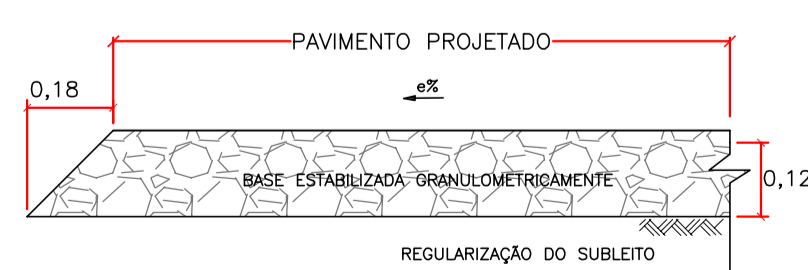 PAVIMENTO PROJETADO
0,18
e%
BASE ESTABILIZADA GRANULOMETRICAMENTE
0,12
REGULARIZAÇÃO DO SUBLEITO